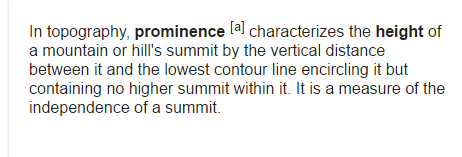 In topography, prominence [a] characterizes the height of
a mountain or hill's summit by the vertical distance
between it and the lowest contour line encircling it but
containing no higher summit within it. It is a measure of the
independence of a summit.